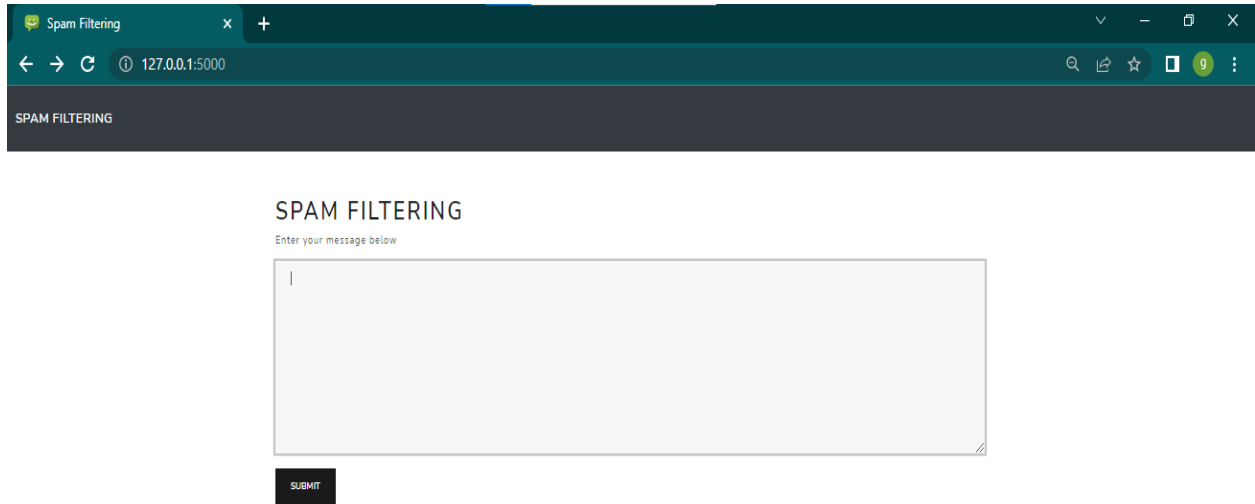 Spam Filtering
127.0.0.1:5000
g
SPAM FILTERING
SPAM FILTERING
Enter your message below
SUBMIT